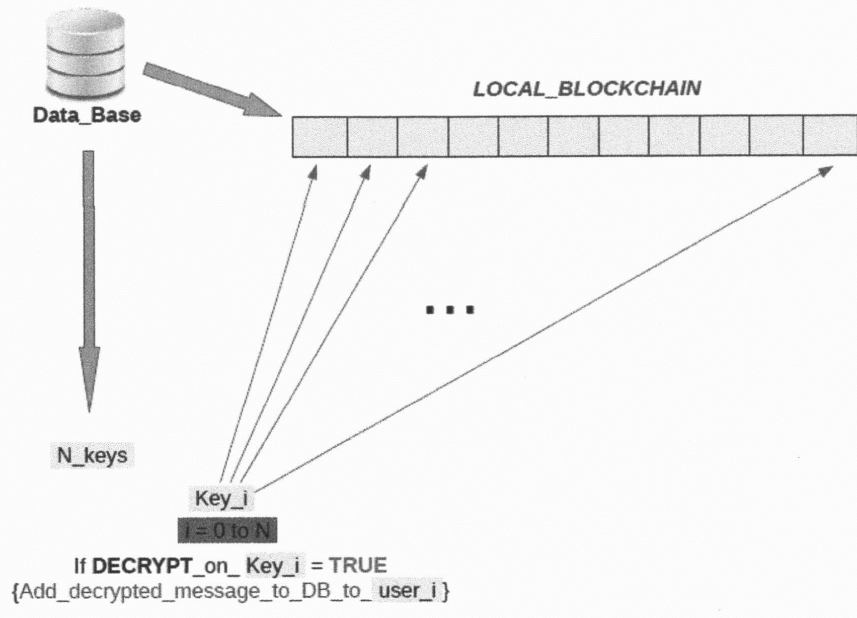 Data_Base
LOCAL_BLOCKCHAIN
...
N_keys
Key_i
i = 0 to N
If DECRYPT_on_ Key_i = TRUE
{Add_decrypted_message_to_DB_to_ user_i }